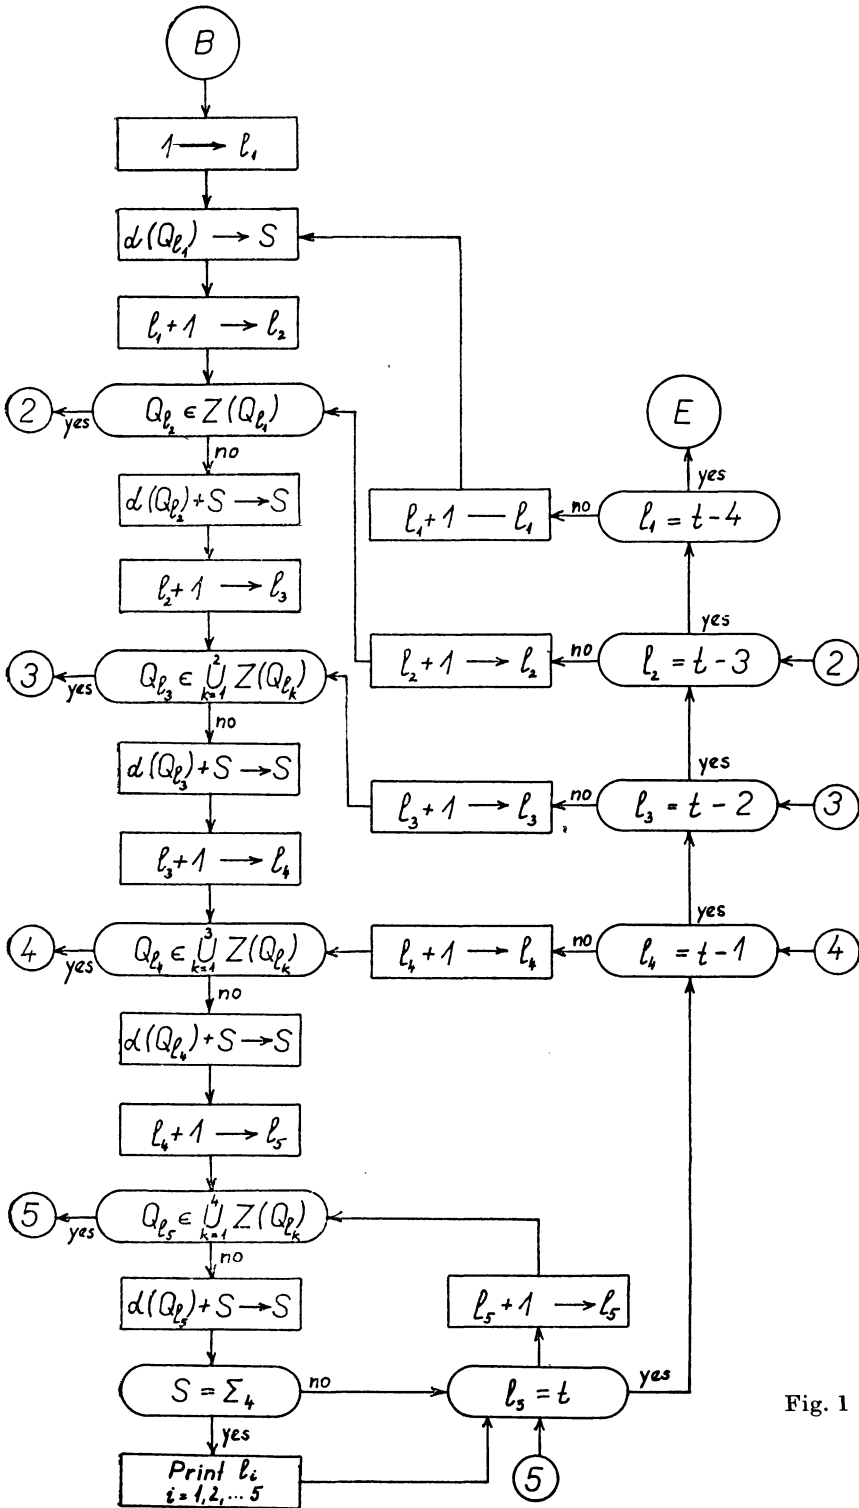 B
1 → ℓ₁
d(Qℓ₁) → S
ℓ₁+1 → ℓ₂
2 yes Qℓ₂ ∈ Z(Qℓ₁)
no
E
yes
d(Qℓ₂)+S → S
ℓ₁+1 — ℓ₁ no ℓ₁ = t-4
ℓ₂+1 → ℓ₃
yes
3 yes Qℓ₃ ∈ ⋃²ₖ₌₁ Z(Qℓₖ)
ℓ₂+1 → ℓ₂ no ℓ₂ = t-3 2
no
d(Qℓ₃)+S → S
yes
ℓ₃+1 → ℓ₃ no ℓ₃ = t-2 3
ℓ₃+1 → ℓ₄
yes
4 yes Qℓ₄ ∈ ⋃³ₖ₌₁ Z(Qℓₖ) ℓ₄+1 → ℓ₄ no ℓ₄ = t-1 4
no
d(Qℓ₄)+S → S
ℓ₄+1 → ℓ₅
5 yes Qℓ₅ ∈ ⋃⁴ₖ₌₁ Z(Qℓₖ)
no
d(Qℓ₅)+S → S ℓ₅+1 → ℓ₅
S = Σ₄ no ℓ₅ = t yes
Fig. 1
yes
Print ℓᵢ
i=1,2,...5
5